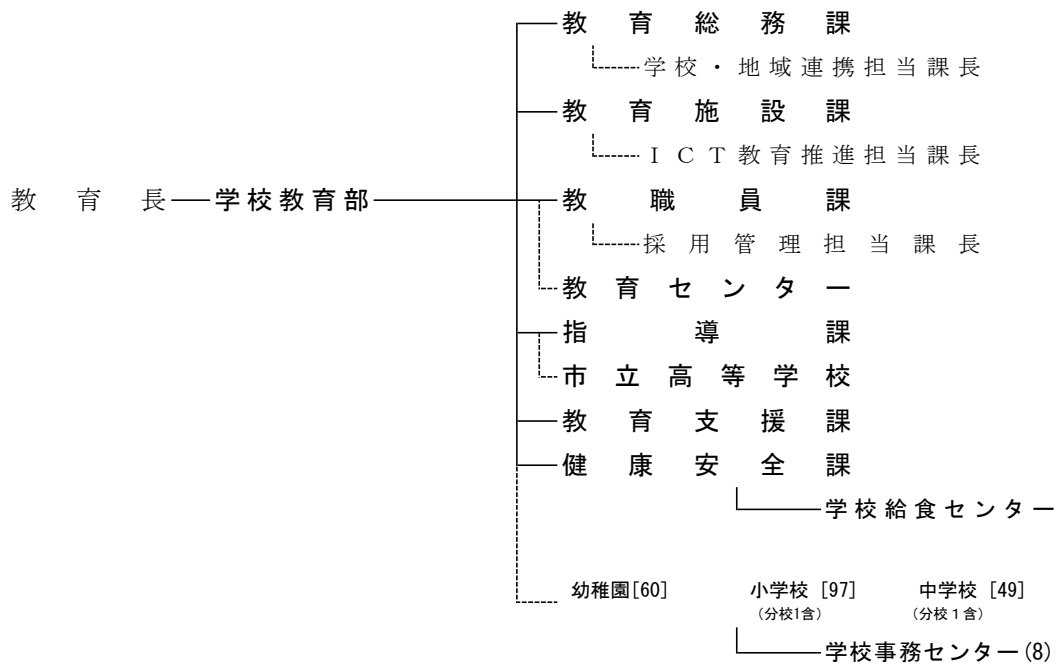 教育総務課
学校・地域連携担当課長
教育施設課
ＩＣＴ教育推進担当課長
教育長 学校教育部 教職員課
採用管理担当課長
教育センター
指導課
市立高等学校
教育支援課
健康安全課
学校給食センター
幼稚園[60] 小学校 [97] 中学校 [49]
（分校1含） （分校１含）
学校事務センター(8)